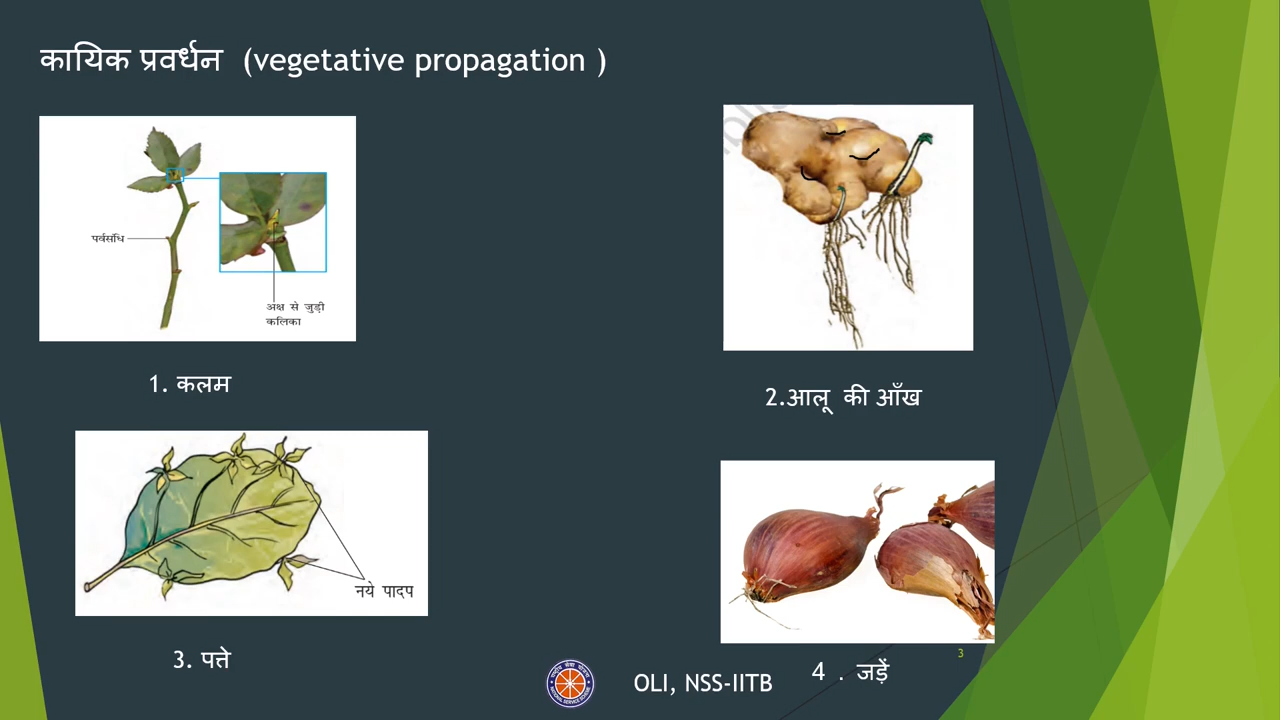 कायिक प्रवर्धन (vegetative propagation )
पर्वसंधि
अक्ष से जुड़ी
कलिका
1. कलम
2.आलू की आँख
नये पादप
3. पत्ते
4 . जड़ें
3
OLI, NSS-IITB